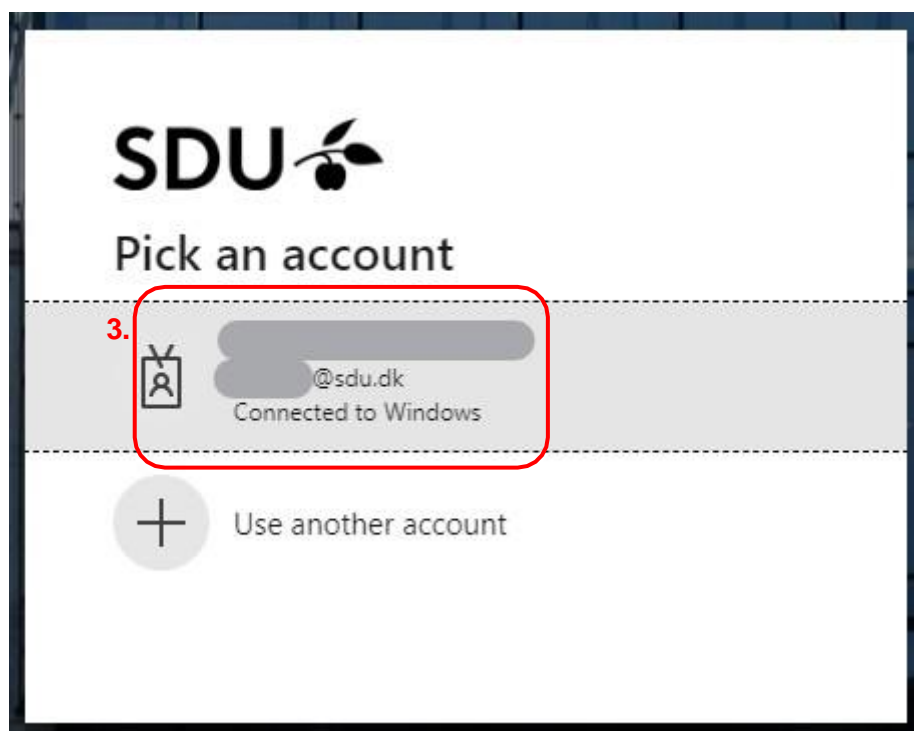 SDU
Pick an account
3.
@sdu.dk
Connected to Windows
Use another account